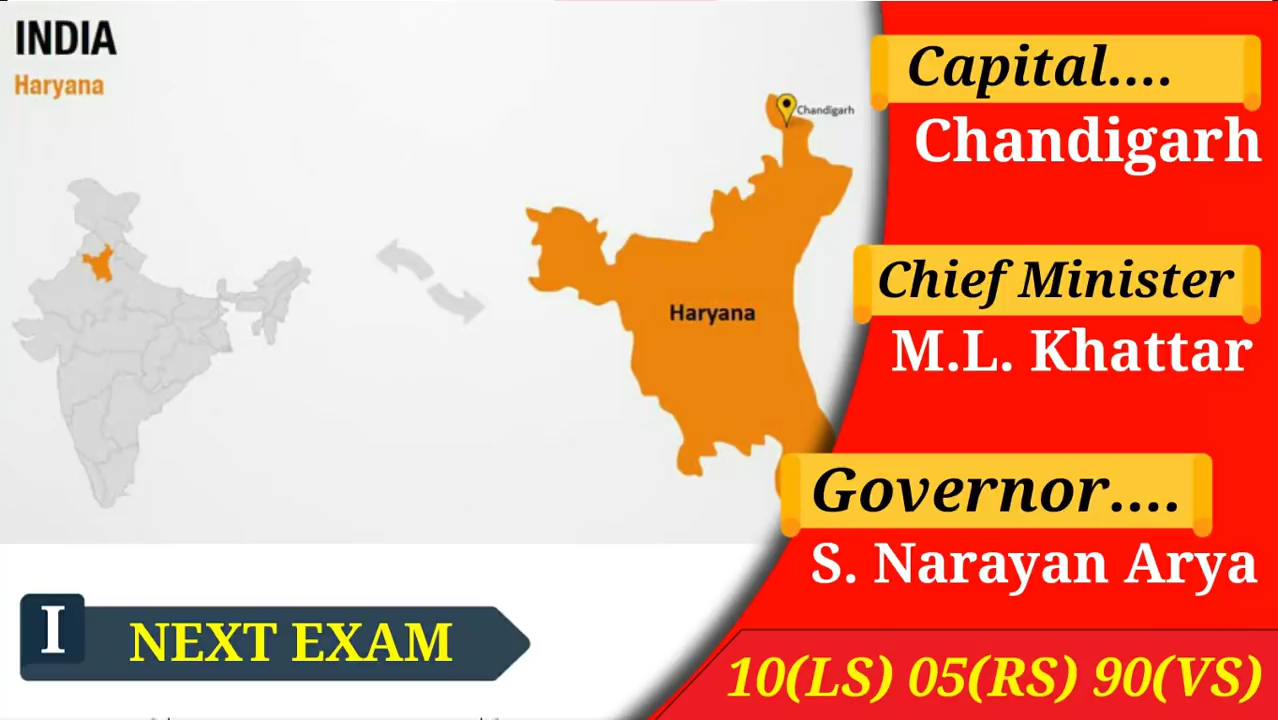 INDIA
Haryana
Chandigarh
Haryana
Capital....
Chandigarh
Chief Minister
M.L. Khattar
Governor....
S. Narayan Arya
I NEXT EXAM
10(LS) 05(RS) 90(VS)